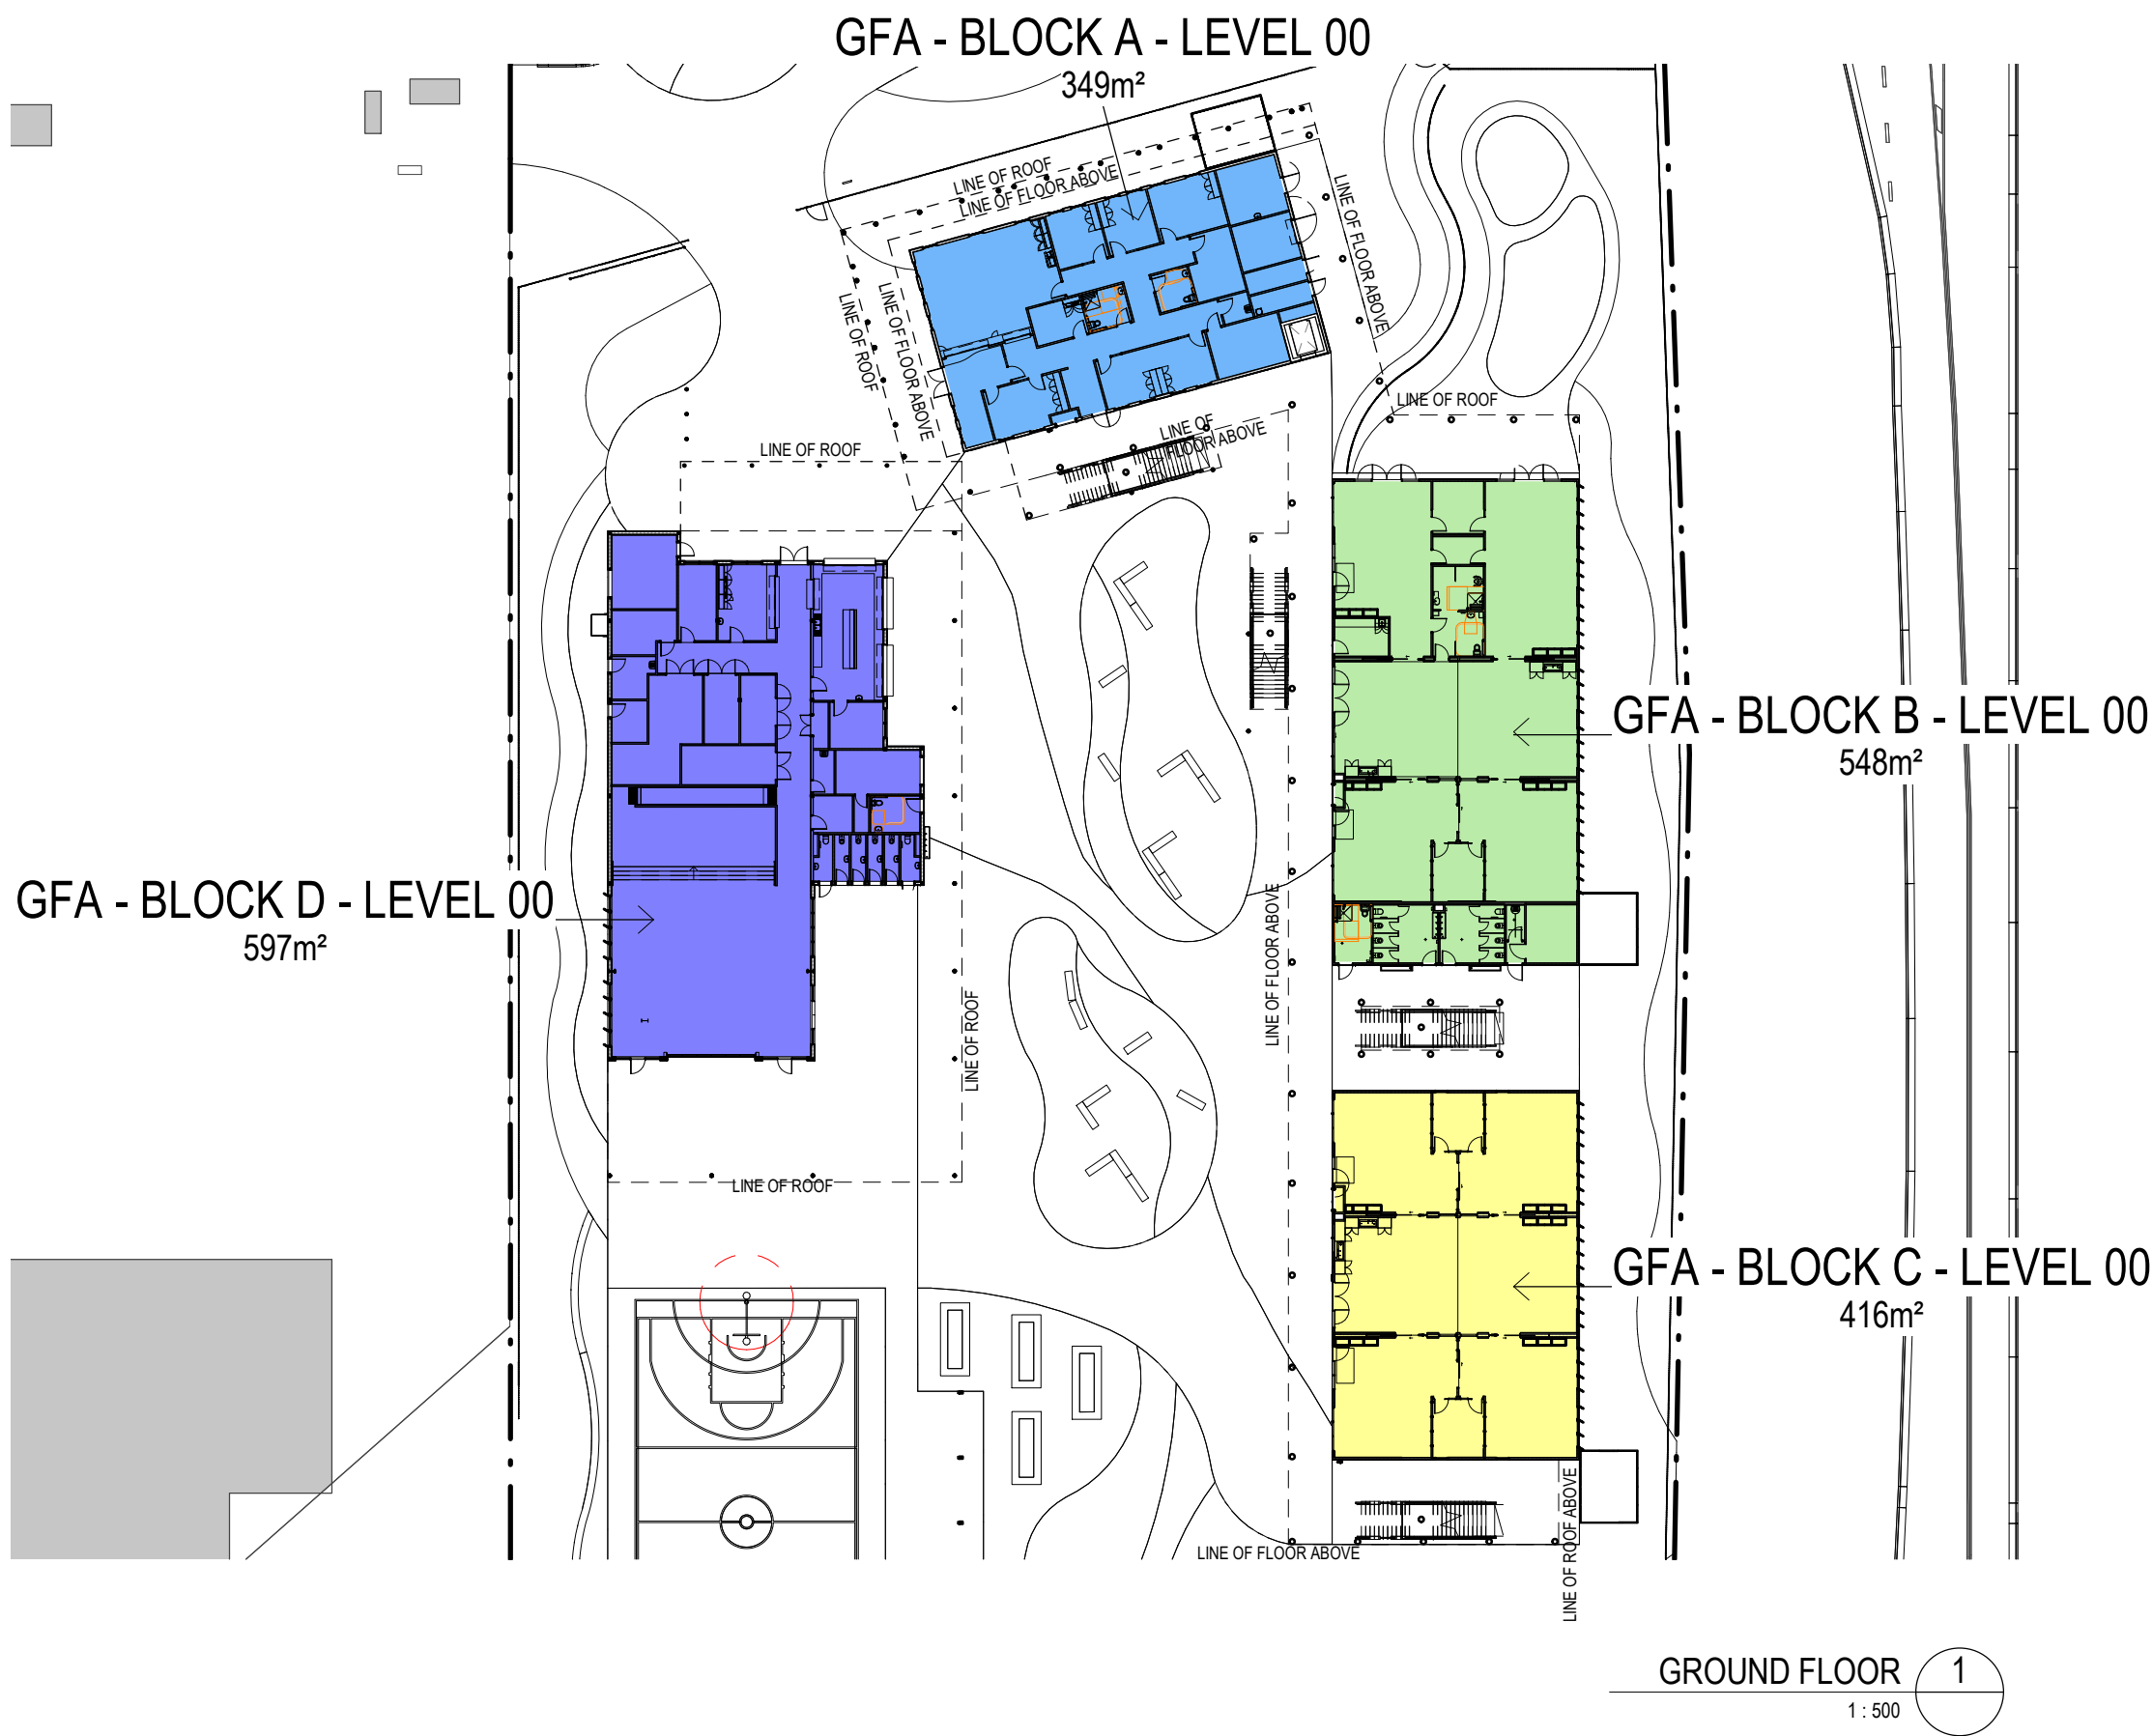 GFA - BLOCK A - LEVEL 00
349m²
LINE OF ROOF
LINE OF FLOOR ABOVE
LINE OF FLOOR ABOVE
LINE OF ROOF
LINE OF FLOOR ABOVE
LINE OF ROOF
LINE OF
FLOOR ABOVE
LINE OF ROOF
GFA - BLOCK B - LEVEL 00
548m²
GFA - BLOCK D - LEVEL 00
597m²
LINE OF FLOOR ABOVE
LINE OF ROOF
LINE OF ROOF
GFA - BLOCK C - LEVEL 00
416m²
LINE OF FLOOR ABOVE
LINE OF ROOF ABOVE
GROUND FLOOR
1
1 : 500